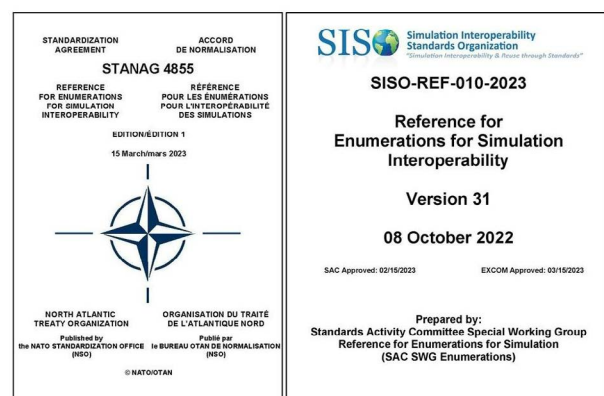 STANDARDIZATION
AGREEMENT
ACCORD
DE NORMALISATION
STANAG 4855
REFERENCE
FOR ENUMERATIONS
FOR SIMULATION
INTEROPERABILITY
RÉFÉRENCE
POUR LES ÉNUMÉRATIONS
POUR L'INTEROPÉRABILITÉ
DES SIMULATIONS
EDITION/ÉDITION 1
15 March/mars 2023
NORTH ATLANTIC
TREATY ORGANIZATION
ORGANISATION DU TRAITÉ
DE L'ATLANTIQUE NORD
Published by
the NATO STANDARDIZATION OFFICE
(NSO)
Publié par
le BUREAU OTAN DE NORMALISATION
(NSO)
© NATO/OTAN
SISO
Simulation Interoperability
Standards Organization
"Simulation Interoperability & Reuse through Standards"
SISO-REF-010-2023
Reference for
Enumerations for Simulation
Interoperability
Version 31
08 October 2022
SAC Approved: 02/15/2023
EXCOM Approved: 03/15/2023
Prepared by:
Standards Activity Committee Special Working Group
Reference for Enumerations for Simulation
(SAC SWG Enumerations)